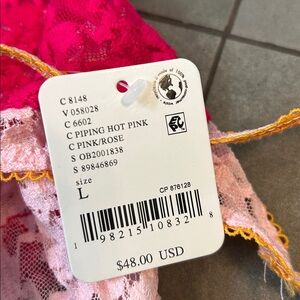 C 8148
V 058028
C 6602
C PIPING HOT PINK
C PINK/ROSE
S OB2001838
S 89846869
size
L
CP 876128
1 98215 10832 8
$48.00 USD